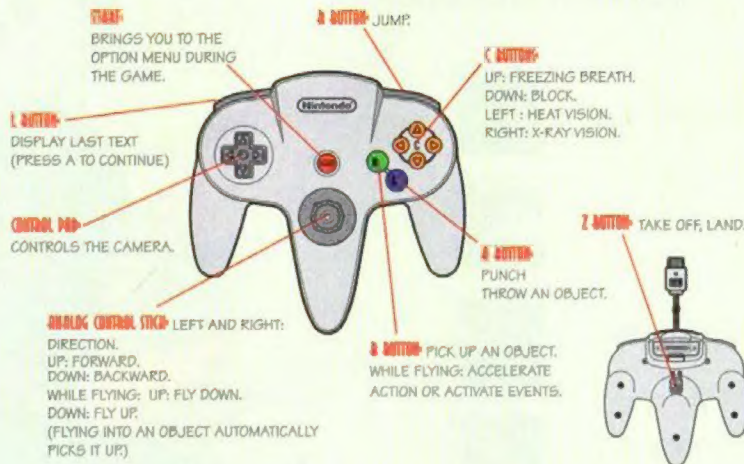 START-
BRINGS YOU TO THE
OPTION MENU DURING
THE GAME.
R BUTTON- JUMP.
C BUTTONS-
UP: FREEZING BREATH.
DOWN: BLOCK.
LEFT : HEAT VISION.
RIGHT: X-RAY VISION.
L BUTTON-
DISPLAY LAST TEXT
(PRESS A TO CONTINUE)
Nintendo
C
B
CONTROL PAD-
CONTROLS THE CAMERA.
Z BUTTON- TAKE OFF, LAND.
A BUTTON-
PUNCH
THROW AN OBJECT.
ANALOG CONTROL STICK- LEFT AND RIGHT:
DIRECTION.
UP: FORWARD.
DOWN: BACKWARD.
WHILE FLYING: UP: FLY DOWN.
DOWN: FLY UP.
(FLYING INTO AN OBJECT AUTOMATICALLY
PICKS IT UP.)
B BUTTON- PICK UP AN OBJECT.
WHILE FLYING: ACCELERATE
ACTION OR ACTIVATE EVENTS.